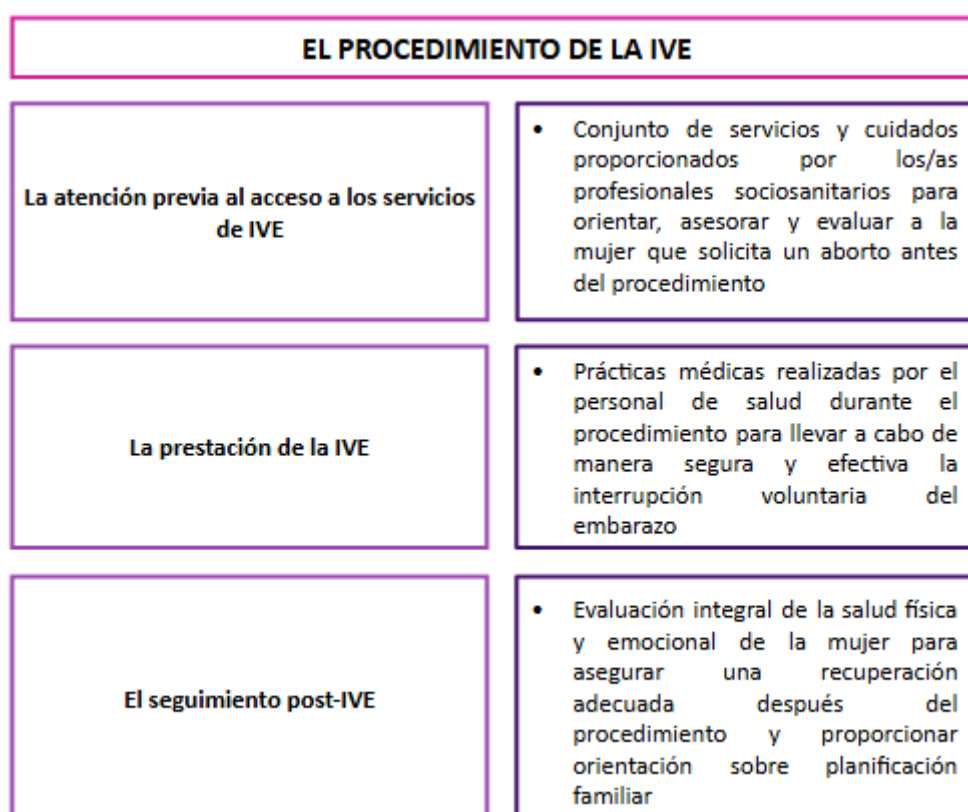 EL PROCEDIMIENTO DE LA IVE
La atención previa al acceso a los servicios
de IVE
• Conjunto de servicios y cuidados
proporcionados por los/as
profesionales sociosanitarios para
orientar, asesorar y evaluar a la
mujer que solicita un aborto antes
del procedimiento
La prestación de la IVE
• Prácticas médicas realizadas por el
personal de salud durante el
procedimiento para llevar a cabo de
manera segura y efectiva la
interrupción voluntaria del
embarazo
El seguimiento post-IVE
• Evaluación integral de la salud física
y emocional de la mujer para
asegurar una recuperación
adecuada después del
procedimiento y proporcionar
orientación sobre planificación
familiar